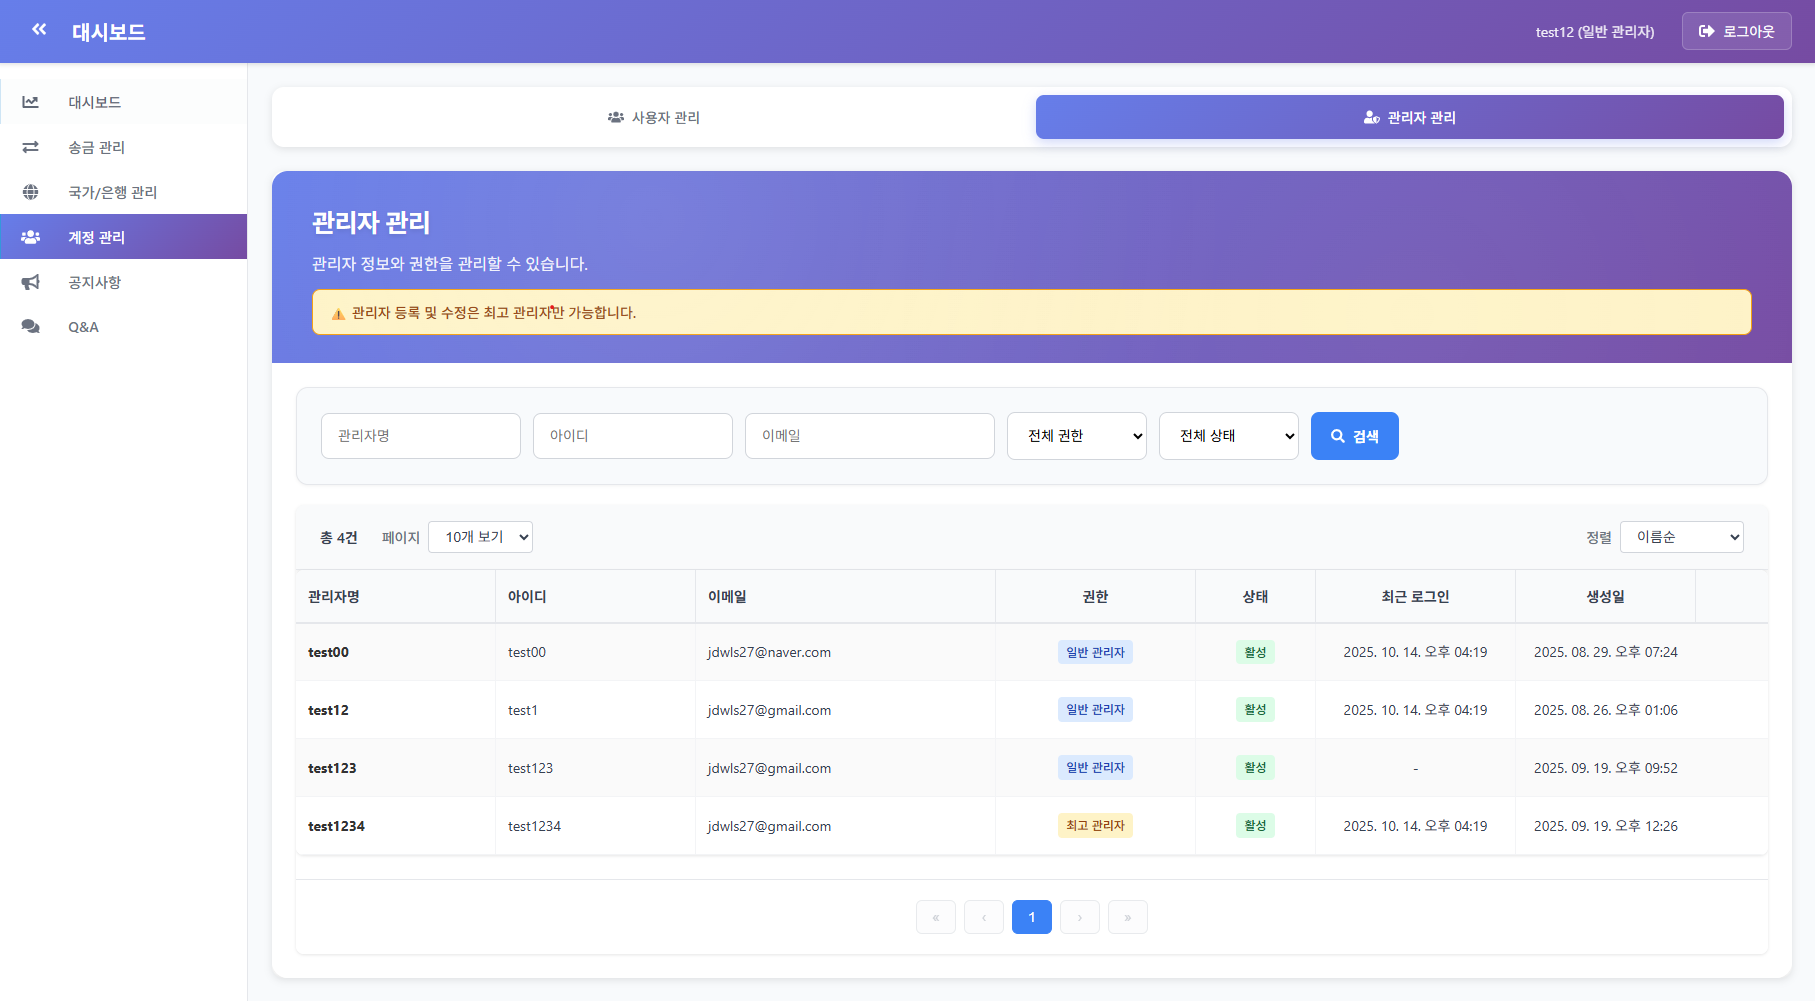 대시보드
test12 (일반 관리자)
로그아웃
대시보드
송금 관리
국가/은행 관리
계정 관리
공지사항
Q&A
사용자 관리
관리자 관리
관리자 관리
관리자 정보와 권한을 관리할 수 있습니다.
관리자 등록 및 수정은 최고 관리자만 가능합니다.
관리자명
아이디
이메일
전체 권한
전체 상태
검색
총 4건
페이지
10개 보기
정렬
이름순
관리자명 아이디 이메일 권한 상태 최근 로그인 생성일
test00 test00 jdwls27@naver.com 일반 관리자 활성 2025. 10. 14. 오후 04:19 2025. 08. 29. 오후 07:24
test12 test1 jdwls27@gmail.com 일반 관리자 활성 2025. 10. 14. 오후 04:19 2025. 08. 26. 오후 01:06
test123 test123 jdwls27@gmail.com 일반 관리자 활성 - 2025. 09. 19. 오후 09:52
test1234 test1234 jdwls27@gmail.com 최고 관리자 활성 2025. 10. 14. 오후 04:19 2025. 09. 19. 오후 12:26
« ‹ 1 › »